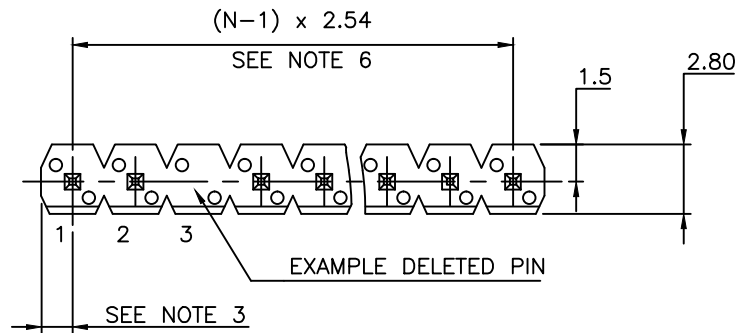 (N-1) x 2.54
SEE NOTE 6
1.5
2.80
1 2 3
EXAMPLE DELETED PIN
SEE NOTE 3